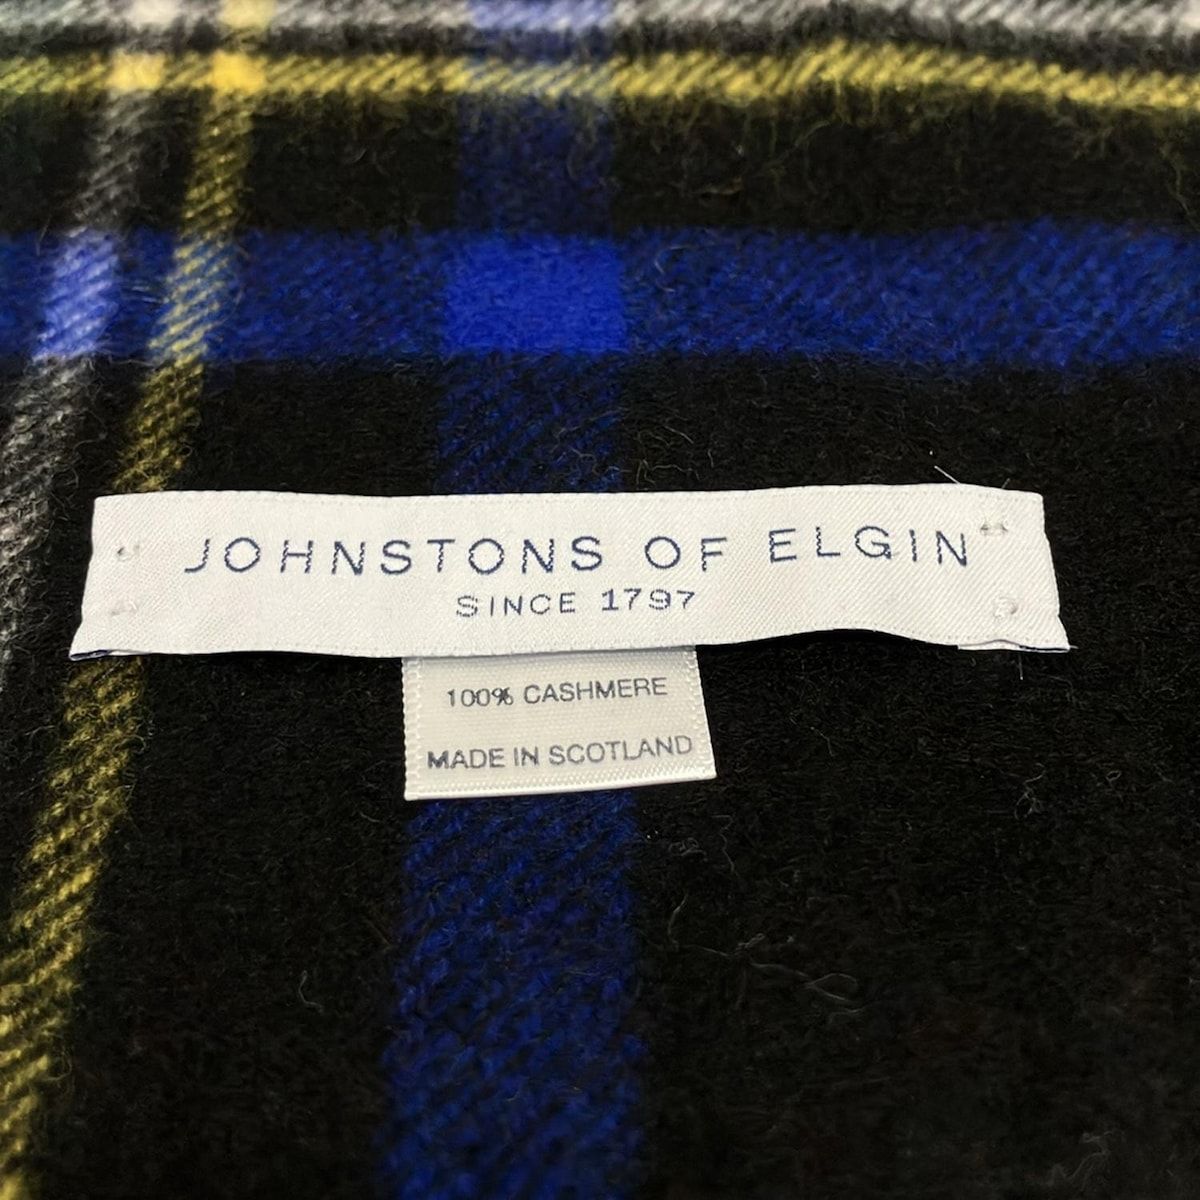 JOHNSTONS OF ELGIN
SINCE 1797
100% CASHMERE
MADE IN SCOTLAND